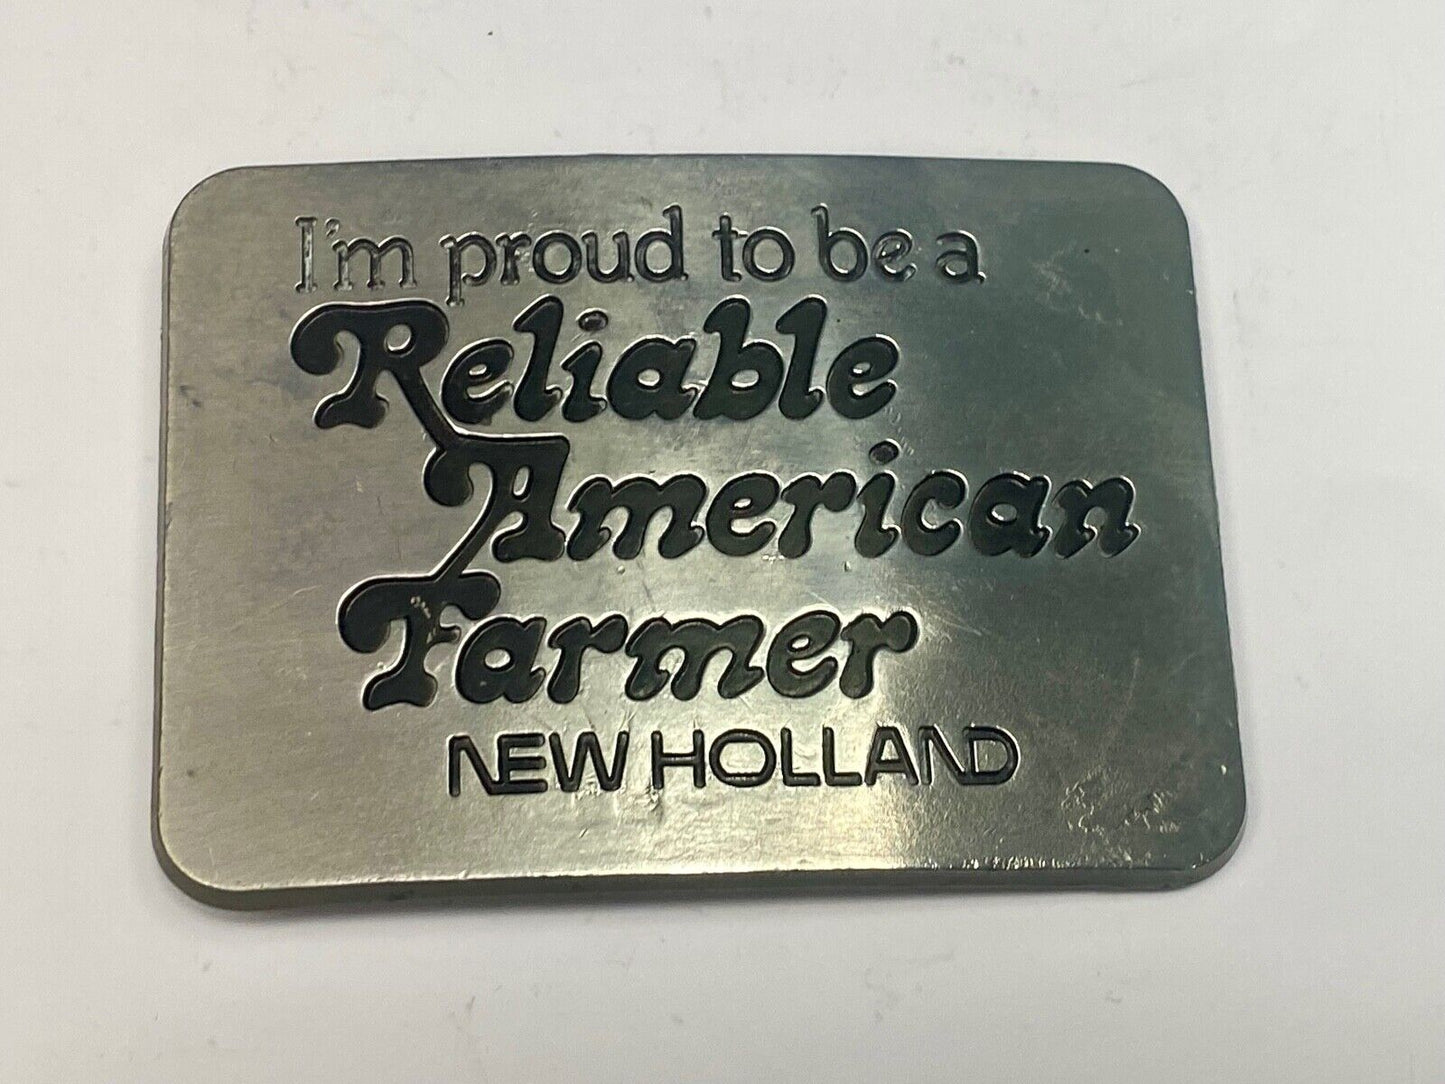 I'm proud to be a
Reliable
American
Farmer
NEW HOLLAND